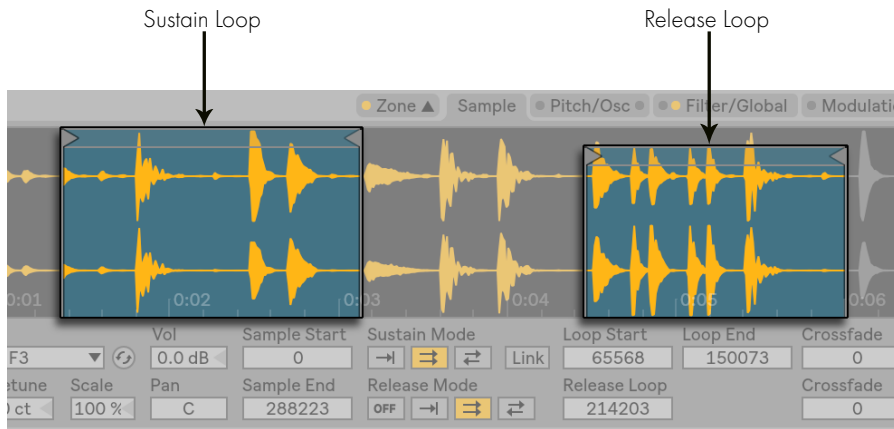 Sustain Loop
Release Loop
Zone ▲ Sample Pitch/Osc Filter/Global Modulati
0:01 0:02 0:03 0:04 0:05 0:06
Vol Sample Start Sustain Mode Loop Start Loop End Crossfade
F3 0.0 dB 0 Link 65568 150073 0
etune Scale Pan Sample End Release Mode Release Loop Crossfade
0 ct 100 % C 288223 OFF 214203 0